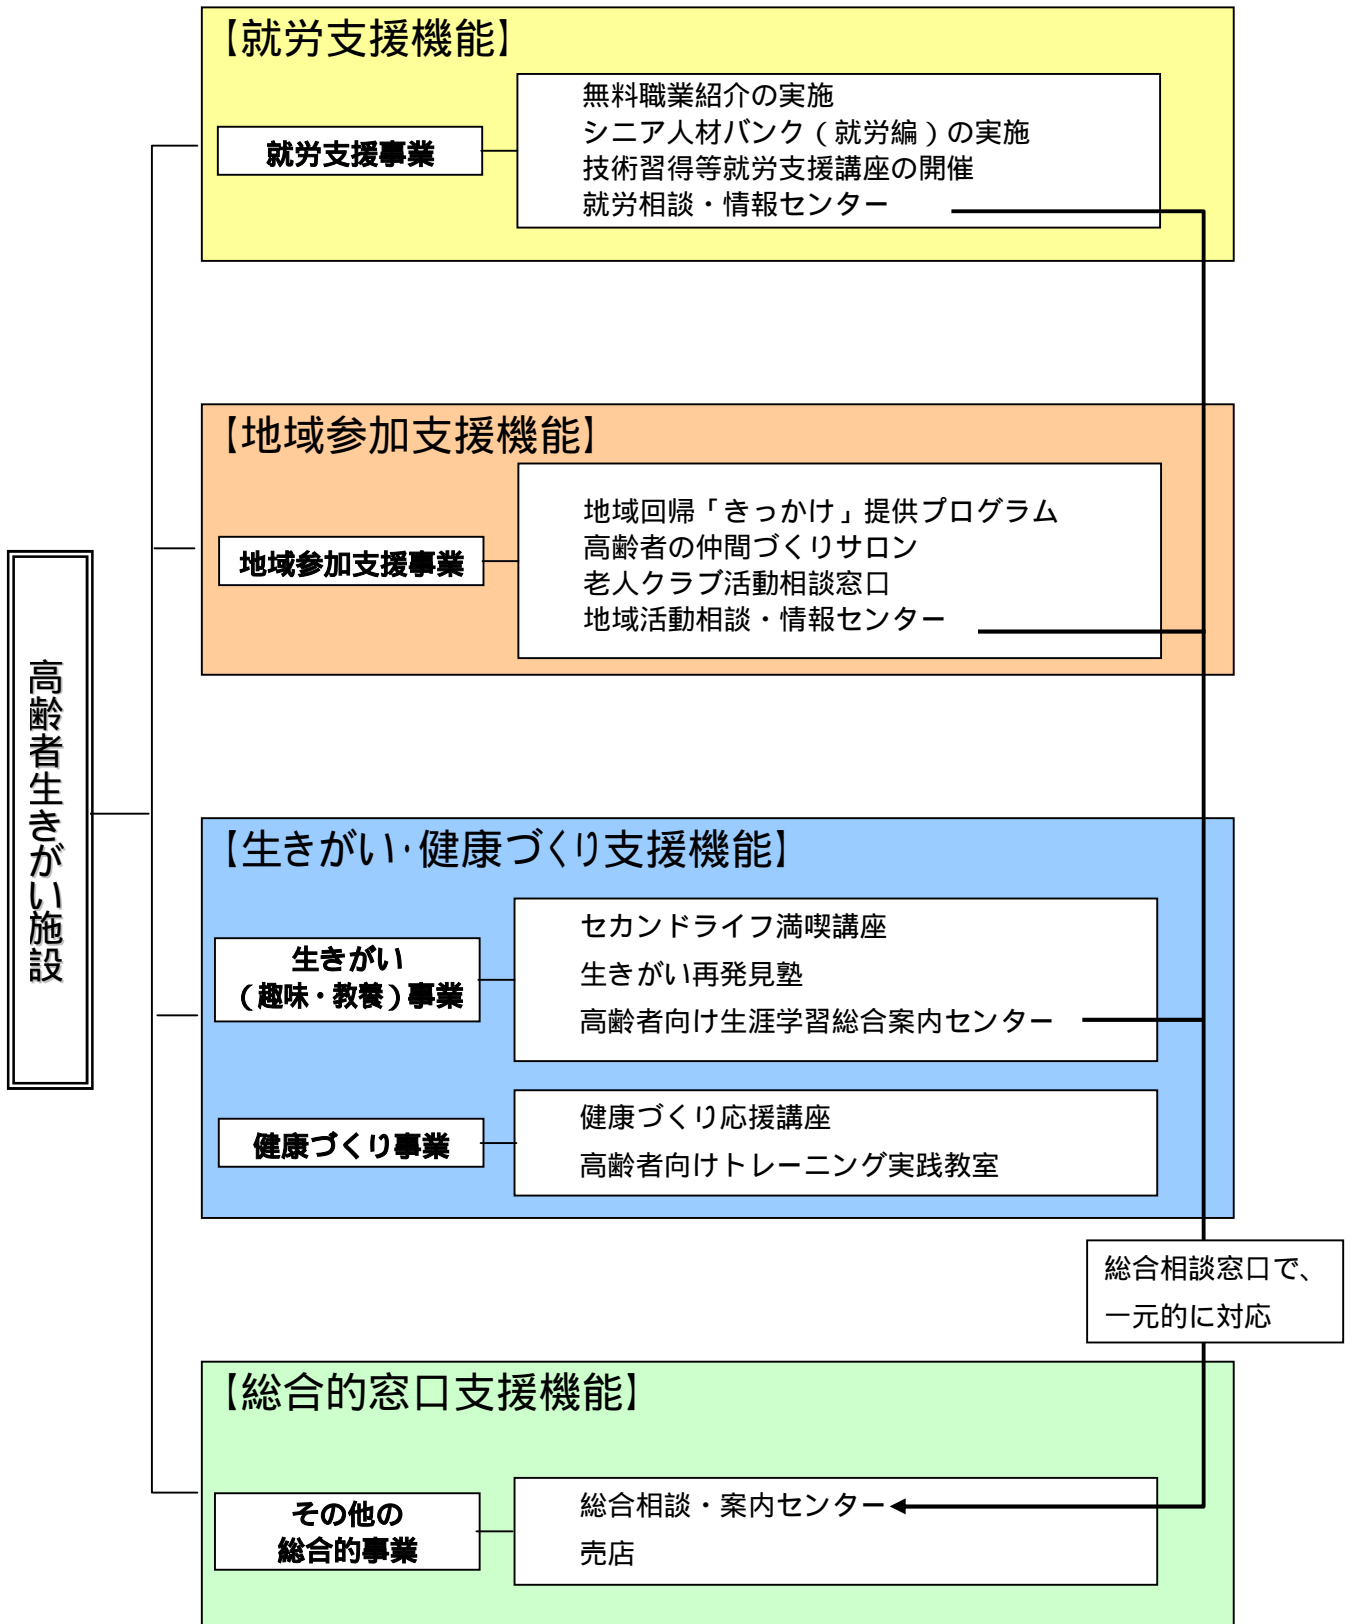 高齢者生きがい施設
【就労支援機能】
就労支援事業
無料職業紹介の実施
シニア人材バンク（就労編）の実施
技術習得等就労支援講座の開催
就労相談・情報センター
【地域参加支援機能】
地域参加支援事業
地域回帰「きっかけ」提供プログラム
高齢者の仲間づくりサロン
老人クラブ活動相談窓口
地域活動相談・情報センター
【生きがい・健康づくり支援機能】
生きがい
（趣味・教養）事業
セカンドライフ満喫講座
生きがい再発見塾
高齢者向け生涯学習総合案内センター
健康づくり事業
健康づくり応援講座
高齢者向けトレーニング実践教室
総合相談窓口で、
一元的に対応
【総合的窓口支援機能】
その他の
総合的事業
総合相談・案内センター
売店